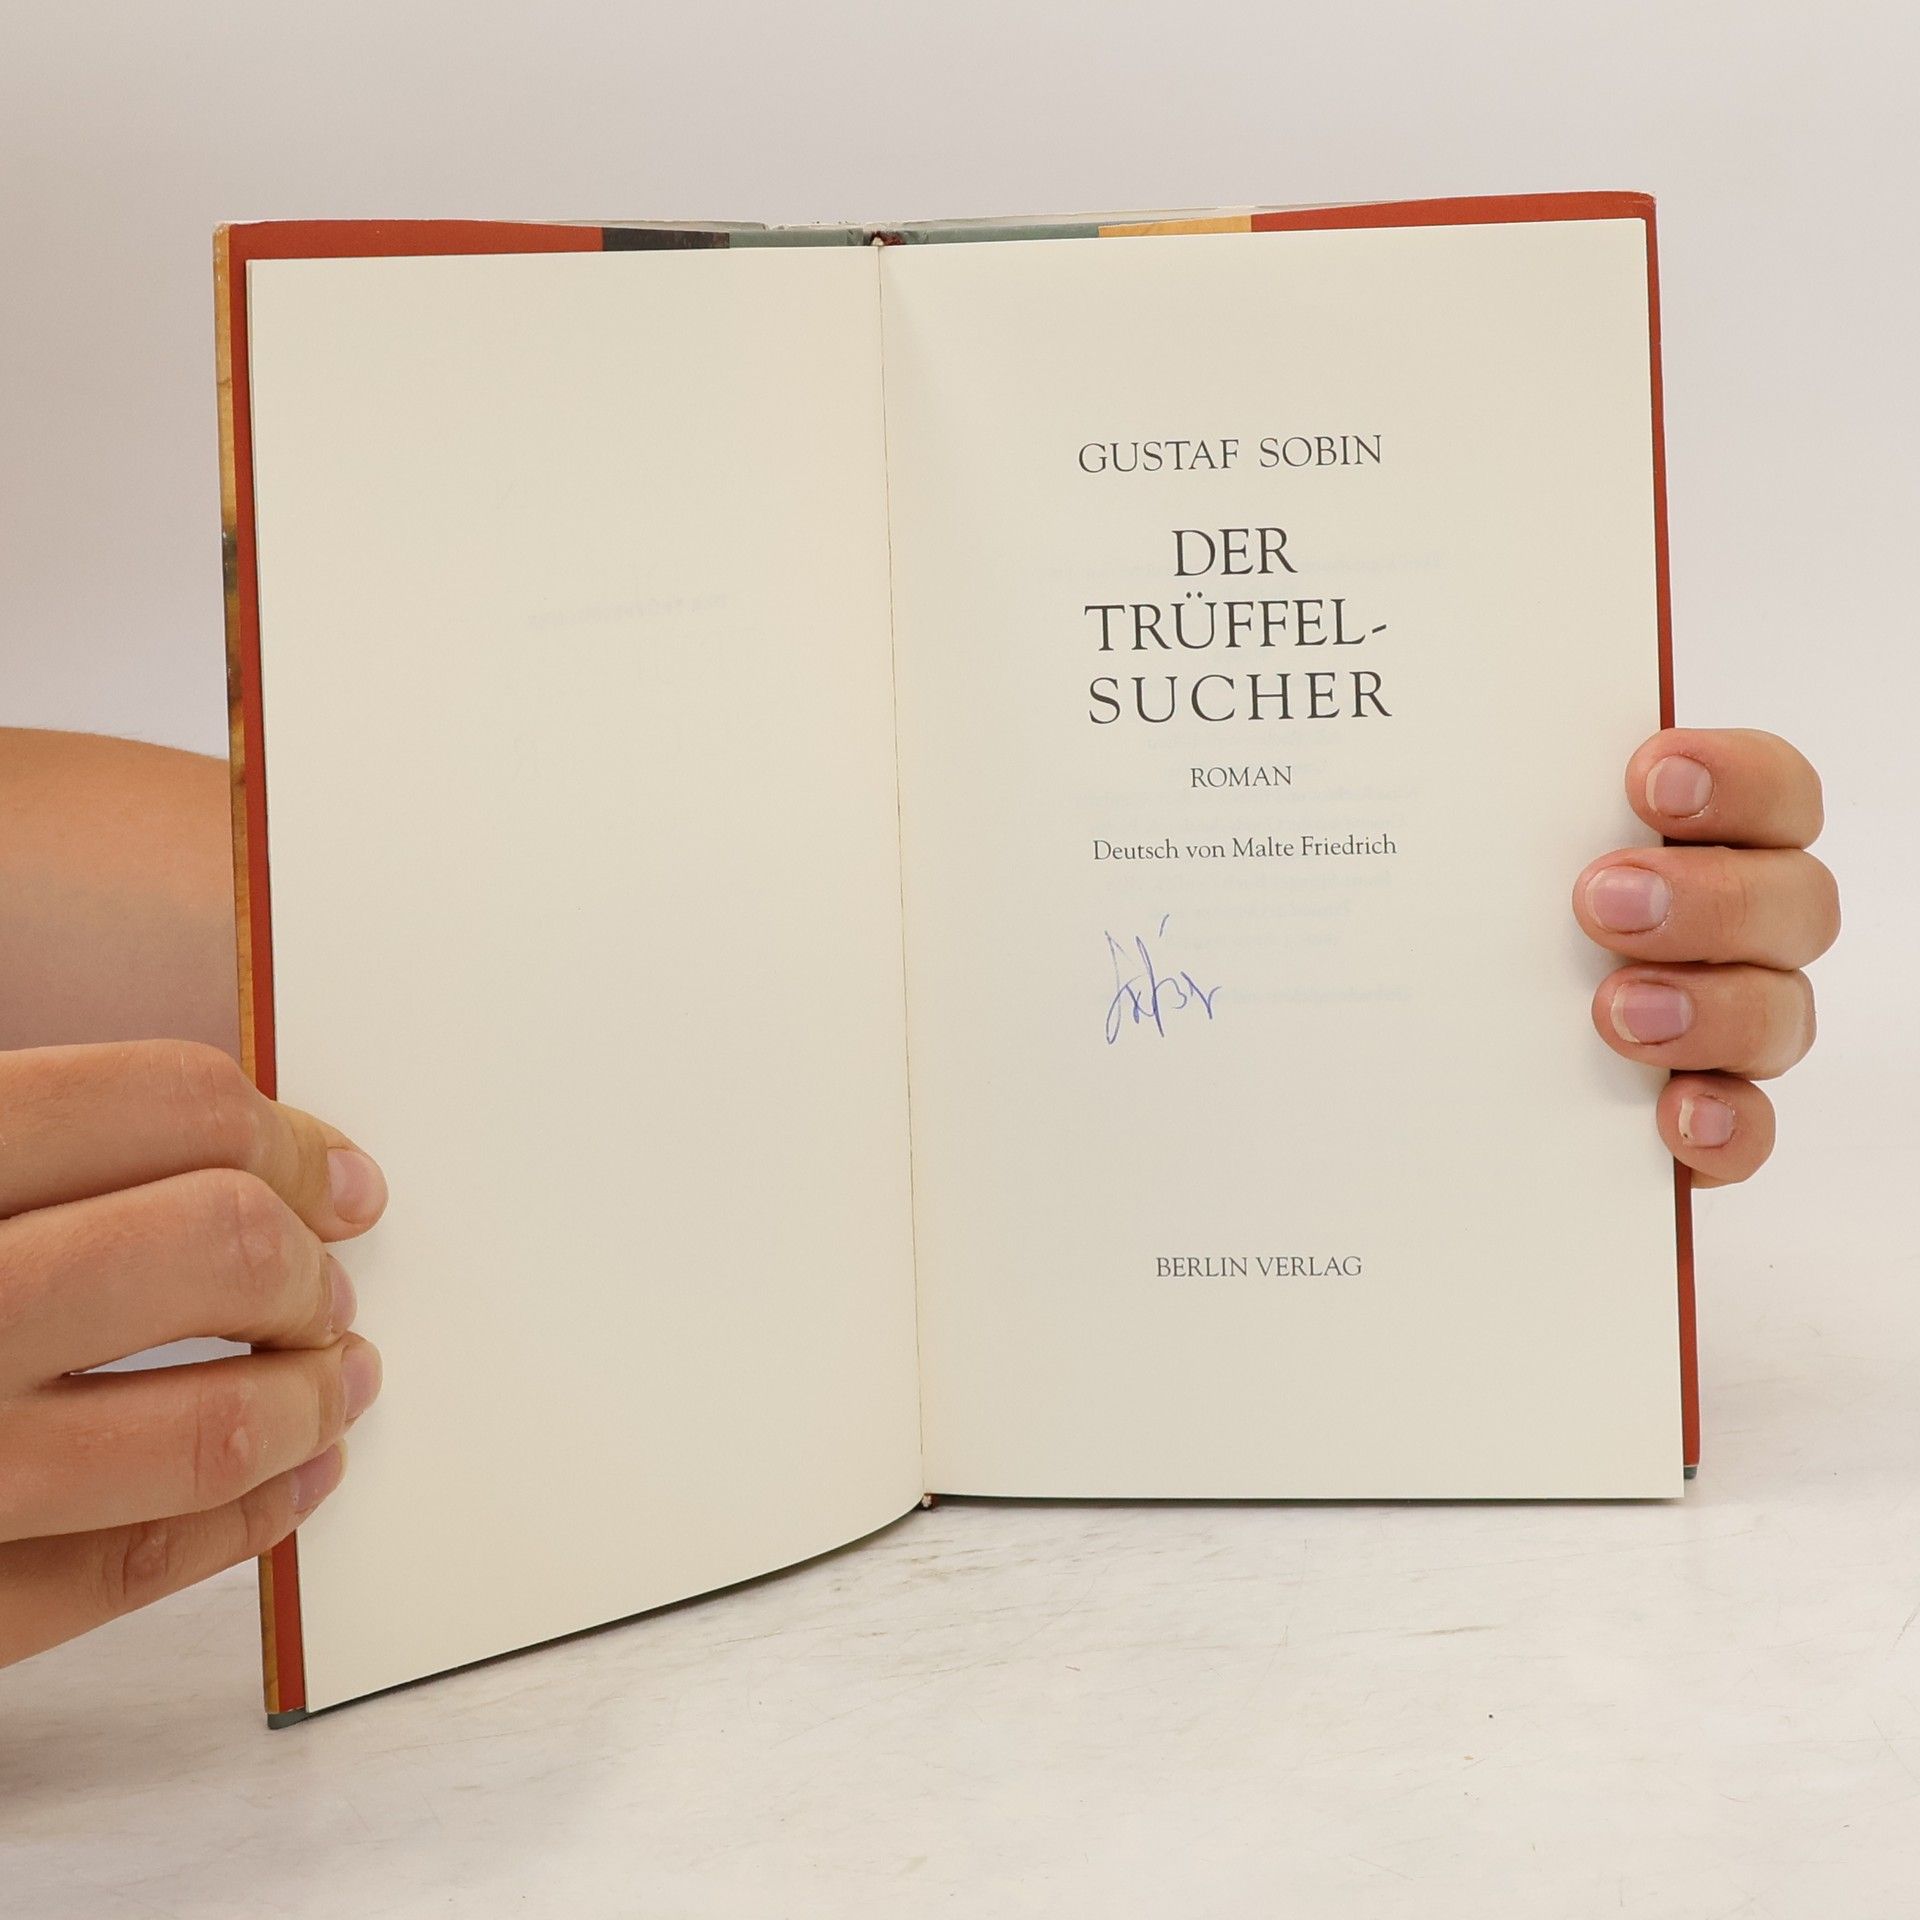 GUSTAF SOBIN
DER
TRÜFFEL-
SUCHER
ROMAN
Deutsch von Malte Friedrich
BERLIN VERLAG